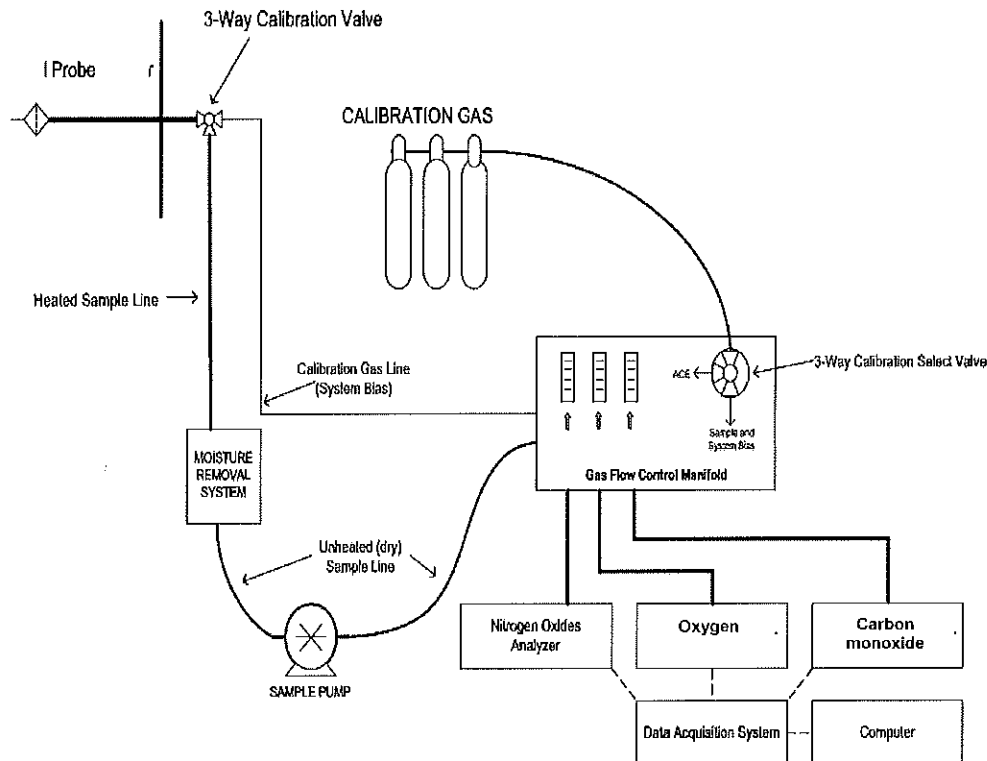 3-Way Calibration Valve
I Probe
r
CALIBRATION GAS
Heated Sample Line
Calibration Gas Line
(System Bias)
ACE
3-Way Calibration Select Valve
Sample and
System Bias
Gas Flow Control Manifold
MOISTURE
REMOVAL
SYSTEM
Unheated (dry)
Sample Line
SAMPLE PUMP
Nitrogen Oxides
Analyzer
Oxygen
Carbon
monoxide
Data Acquisition System
Computer